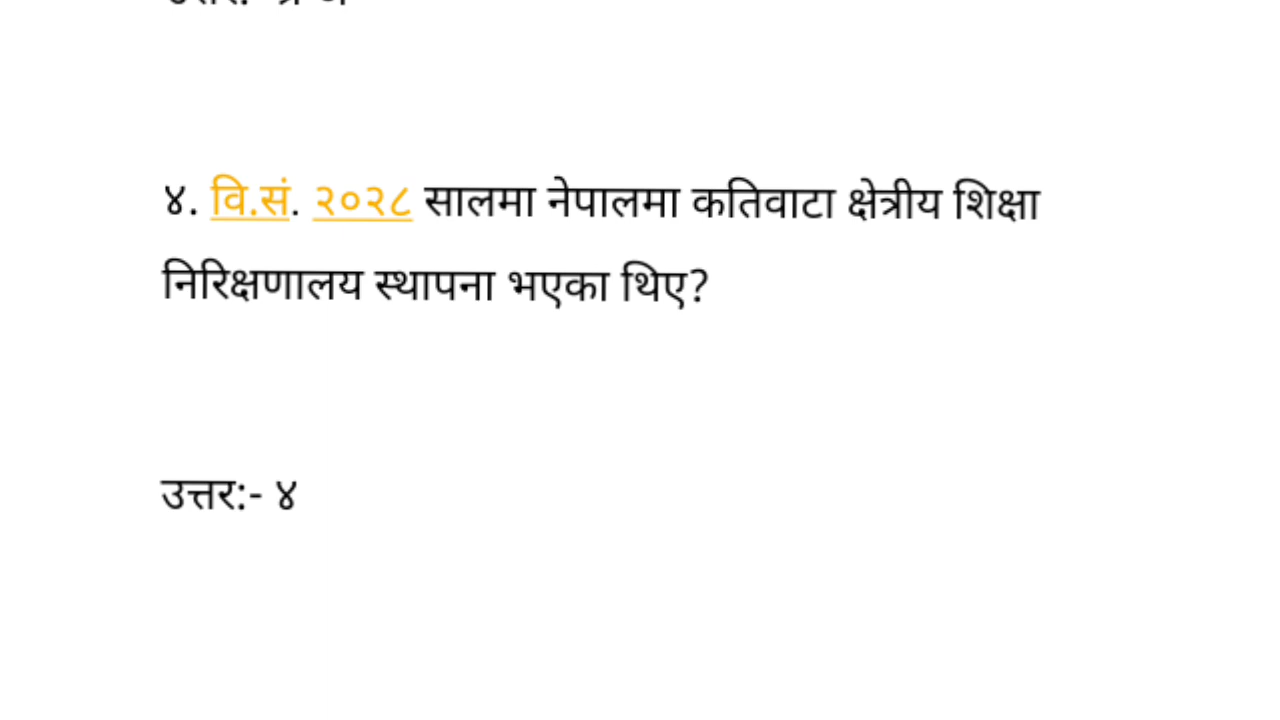 ४. वि.सं. २०२८ सालमा नेपालमा कतिवाटा क्षेत्रीय शिक्षा
निरिक्षणालय स्थापना भएका थिए?
उत्तर:- ४